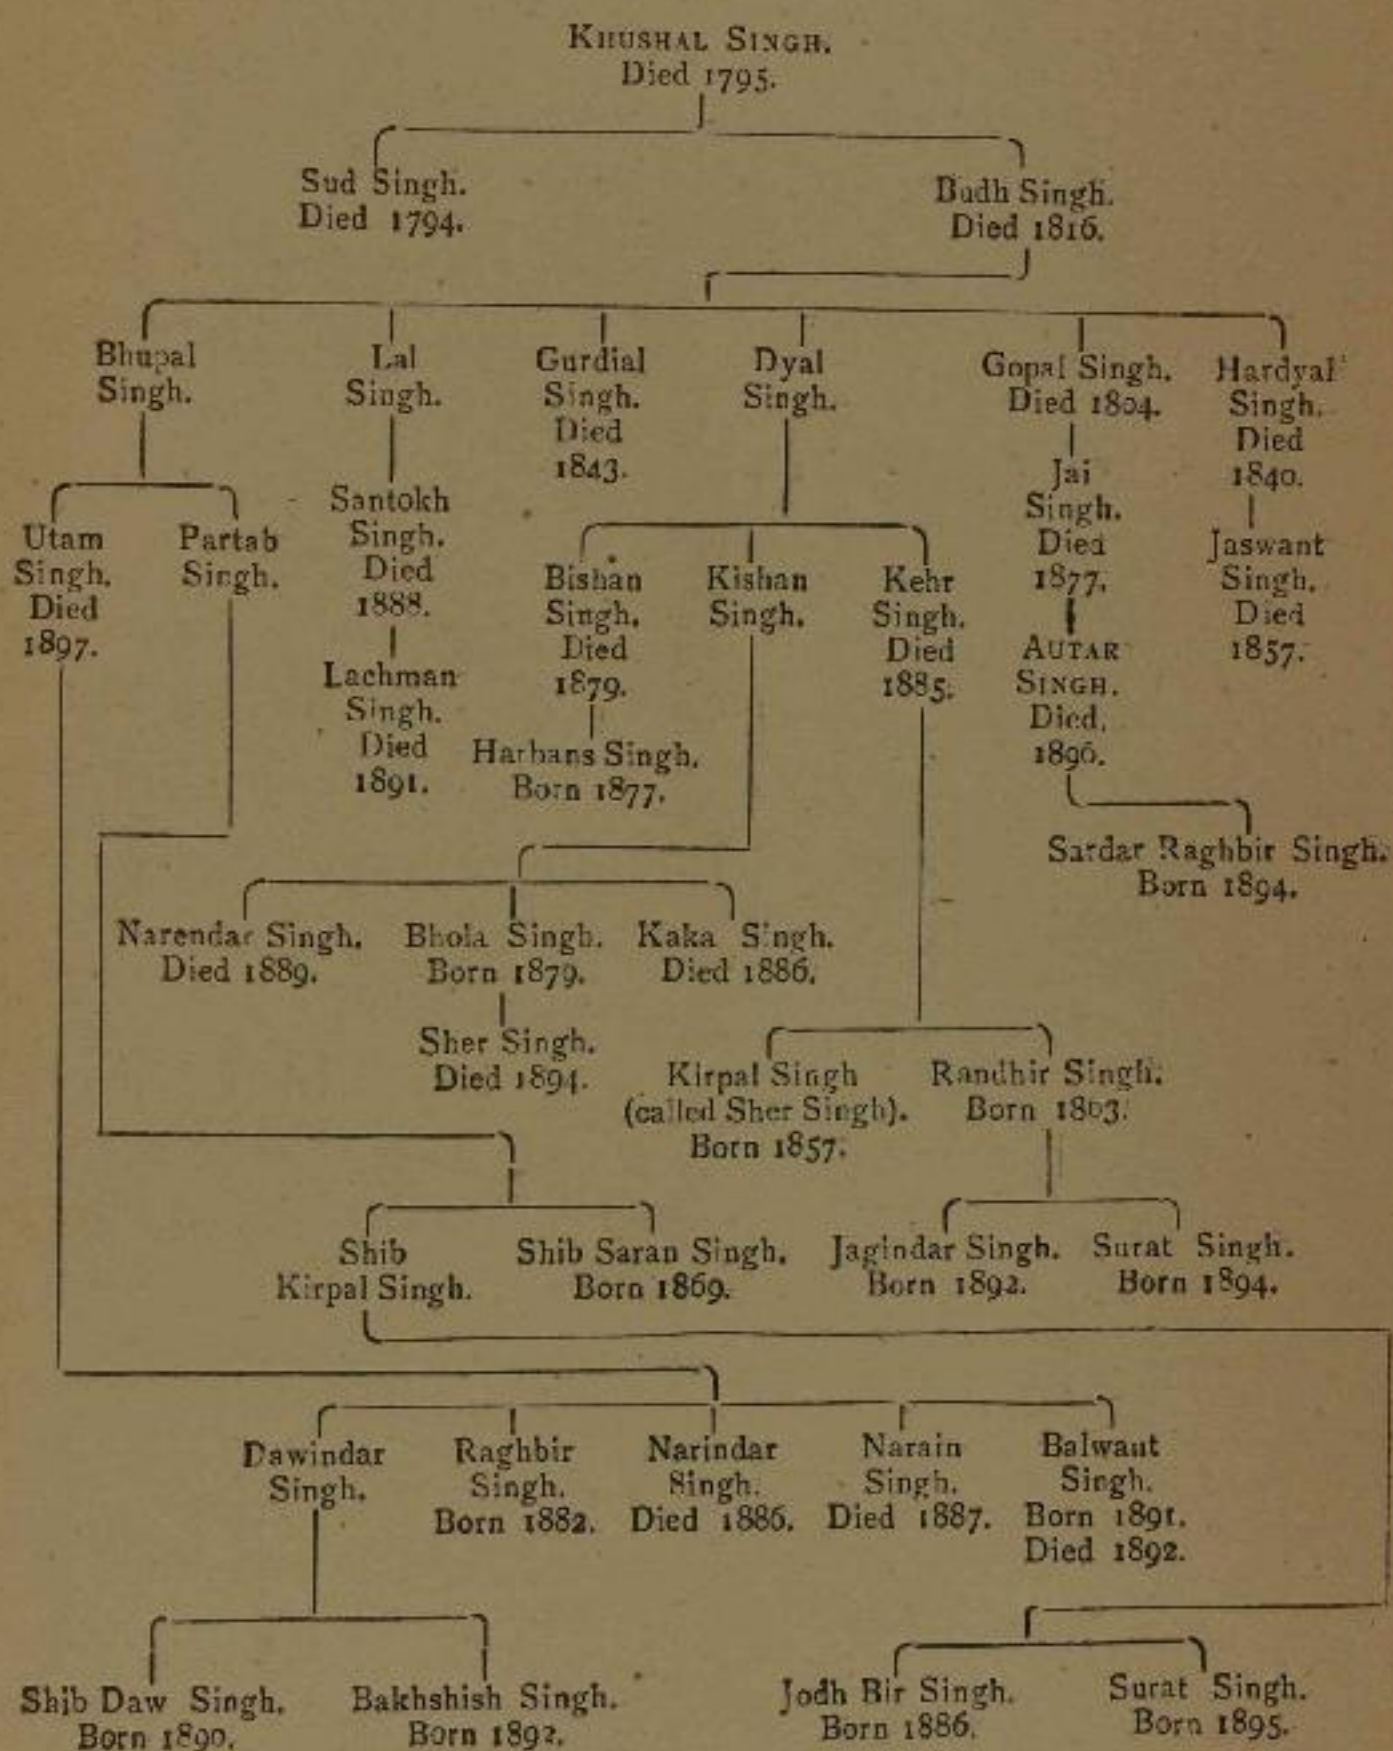 KHUSHAL SINGH.
Died 1795.
Sud Singh.
Died 1794.
Budh Singh.
Died 1816.
Bhupal
Singh.
Lal
Singh.
Gurdial
Singh.
Died
1843.
Dyal
Singh.
Gopal Singh.
Died
Hardyal
Singh.
Died
1840.
Utam
Singh.
Died
1897.
Partab
Singh.
Santokh
Singh.
Died
1888.
Lachman
Singh.
Died
1891.
Bishan
Singh.
Died
1879.
Harbans Singh.
Born 1877.
Kishan
Singh.
Kehr
Singh.
Died
1885.
Jai
Singh.
Died
1877.
AUTAR
SINGH.
Died,
1896.
Jaswant
Singh.
Died
1857.
Sardar Raghbir Singh.
Born 1894.
Narendar Singh.
Died 1889.
Bhola Singh.
Born 1879.
Kaka Singh.
Died 1886.
Sher Singh.
Died 1894.
Kirpal Singh
(called Sher Singh).
Born 1857.
Randhir Singh.
Born
Shib
Kirpal Singh.
Shib Saran Singh.
Born 1869.
Jagindar Singh.
Born 1892.
Surat Singh.
Born 1894.
Dawindar
Singh.
Raghbir
Singh.
Born 1882.
Narindar
Singh.
Died 1886.
Narain
Singh.
Died 1887.
Balwant
Singh.
Born 1891.
Died 1892.
Shib Daw Singh.
Born 1890.
Bakhshish Singh.
Born 1892.
Jodh Bir Singh.
Born 1886.
Surat Singh.
Born 1895.